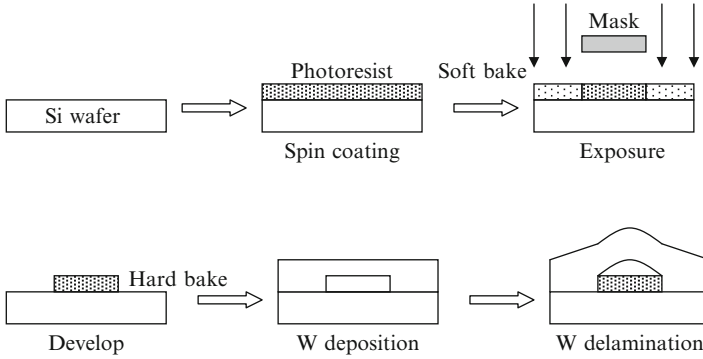 Mask
Photoresist
Soft bake
Si wafer
Spin coating
Exposure
Hard bake
Develop
W deposition
W delamination